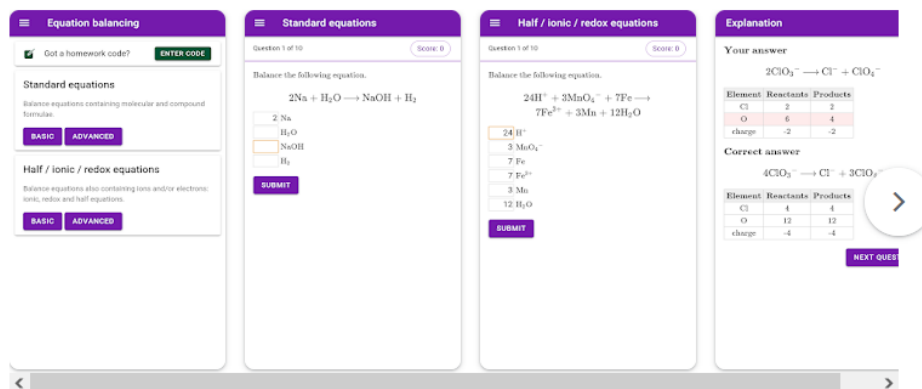 Equation balancing
Got a homework code?
ENTER CODE
Standard equations
Balance equations containing molecular and compound
formulas.
BASIC
ADVANCED
Half / ionic / redox equations
Balance equations also containing ions and/or electrons:
ionic, redox and half equations.
BASIC
ADVANCED
Standard equations
Question 1 of 10
Score: 0
Balance the following equation.
2Na + H₂O ⟶ NaOH + H₂
2 Na
H₂O
NaOH
H₂
SUBMIT
Half / ionic / redox equations
Question 1 of 10
Score: 0
Balance the following equation.
24H⁺ + 3MnO₄⁻ + 7Fe ⟶
7Fe³⁺ + 3Mn + 12H₂O
24 H⁺
3 MnO₄⁻
7 Fe
7 Fe³⁺
3 Mn
12 H₂O
SUBMIT
Explanation
Your answer
2ClO₃⁻ ⟶ Cl⁻ + ClO₄⁻
Element Reactants Products
Cl 2 2
O 6 4
charge -2 -2
Correct answer
4ClO₃⁻ ⟶ Cl⁻ + 3ClO₄⁻
Element Reactants Products
Cl 4 4
O 12 12
charge -4 -4
NEXT QUEST